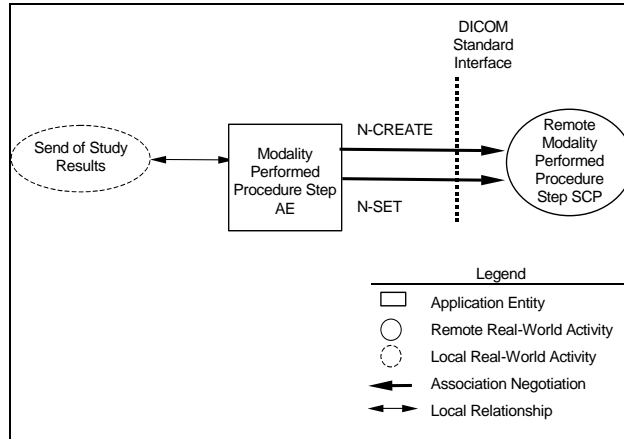 DICOM
Standard
Interface
N-CREATE
Send of Study
Results
Modality
Performed
Procedure Step
AE
Remote
Modality
Performed
Procedure
Step SCP
N-SET
Legend
Application Entity
Remote Real-World Activity
Local Real-World Activity
Association Negotiation
Local Relationship